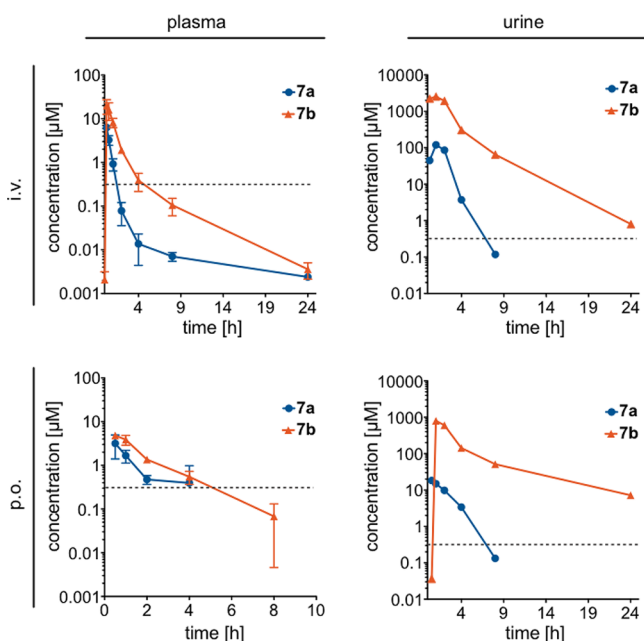 plasma
urine
i.v.
concentration [µM]
100
10
1
0.1
0.01
0.001
4
9
14
19
24
time [h]
7a
7b
concentration [µM]
10000
1000
100
10
1
0.1
0.01
4
9
14
19
24
time [h]
7a
7b
p.o.
concentration [µM]
100
10
1
0.1
0.01
0.001
0
2
4
6
8
10
time [h]
7a
7b
concentration [µM]
10000
1000
100
10
1
0.1
0.01
4
9
14
19
24
time [h]
7a
7b